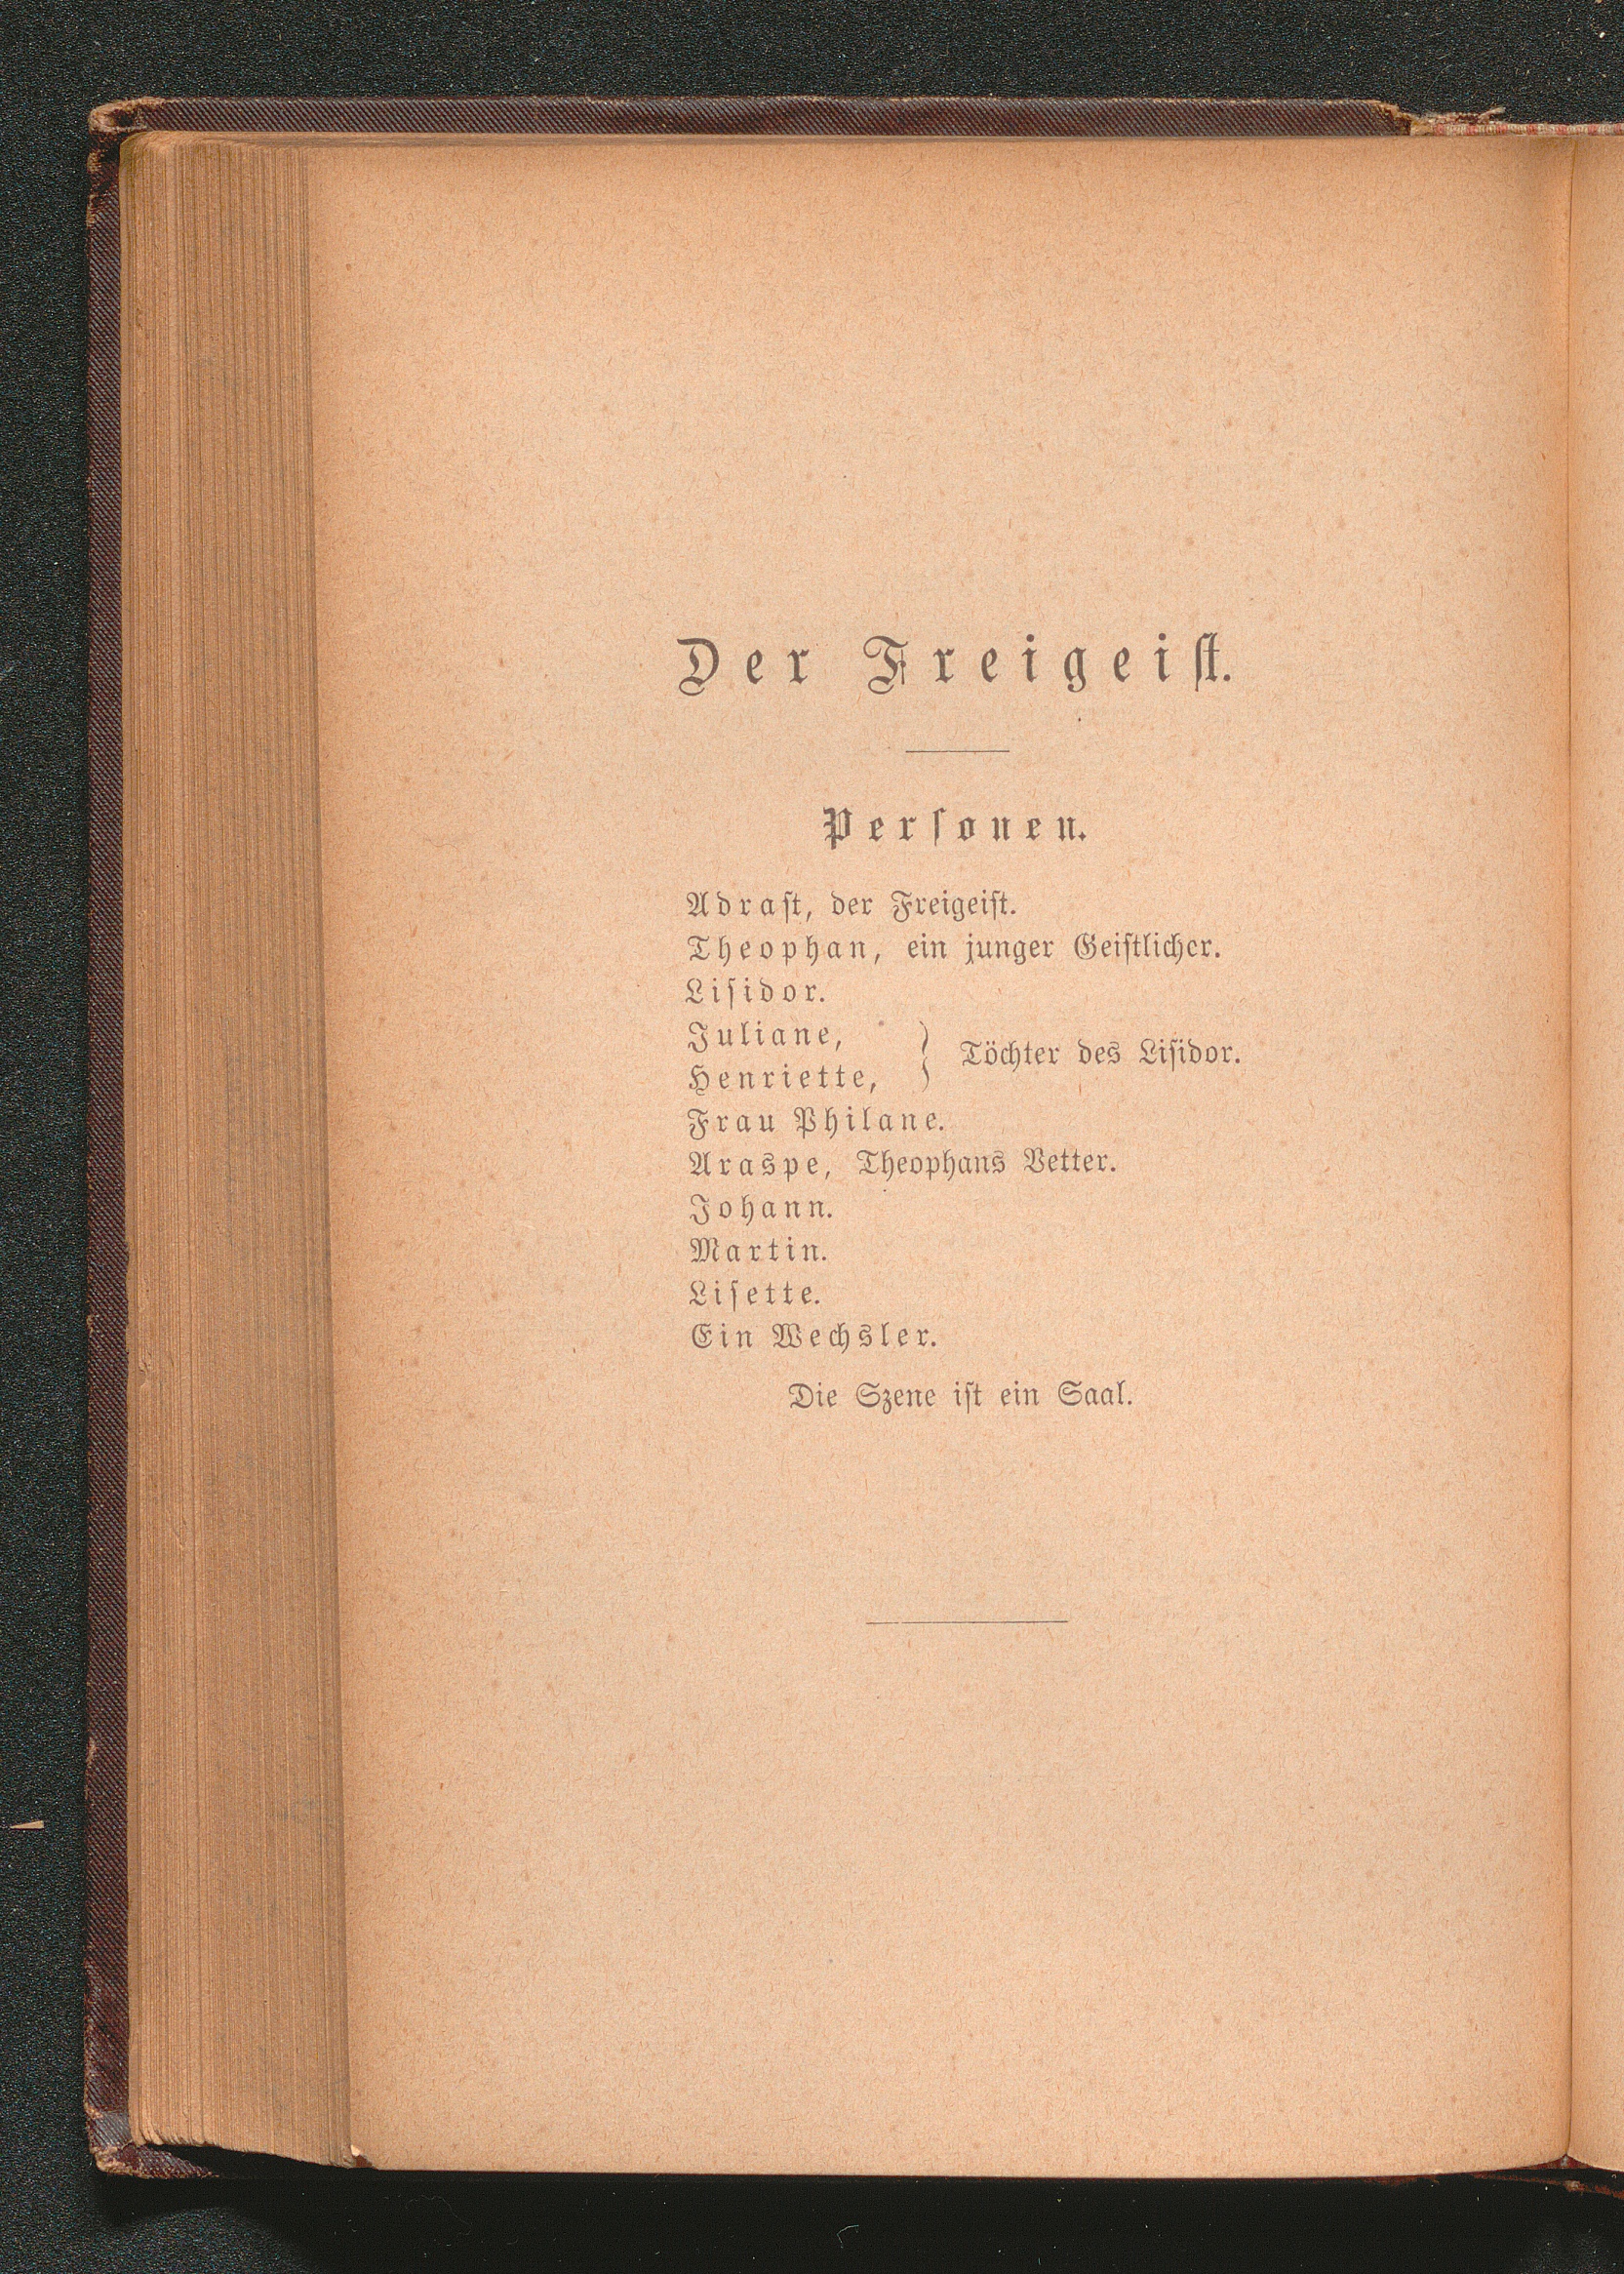 Der Freigeiſt.
Perſonen.
Adraſt, der Freigeiſt.
Theophan, ein junger Geiſtlicher.
Liſidor.
Juliane,
Henriette,
} Töchter des Liſidor.
Frau Philane.
Araspe, Theophans Vetter.
Johann.
Martin.
Liſette.
Ein Wechsler.
Die Szene iſt ein Saal.